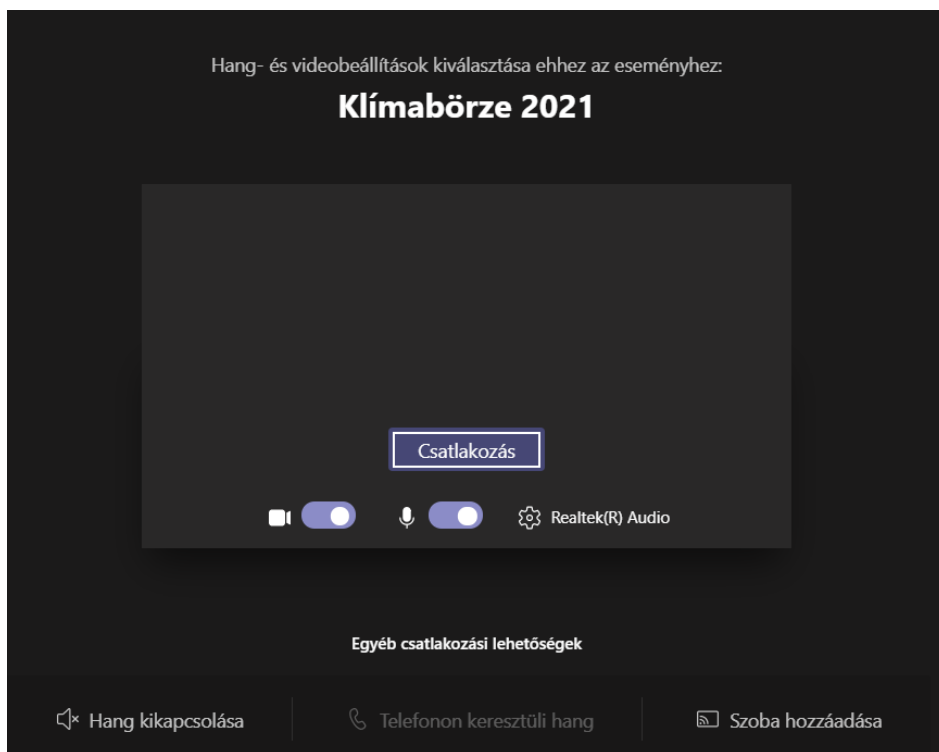 Hang- és videobeállítások kiválasztása ehhez az eseményhez:
Klímabörze 2021
Csatlakozás
Realtek(R) Audio
Egyéb csatlakozási lehetőségek
Hang kikapcsolása
Telefonon keresztüli hang
Szoba hozzáadása